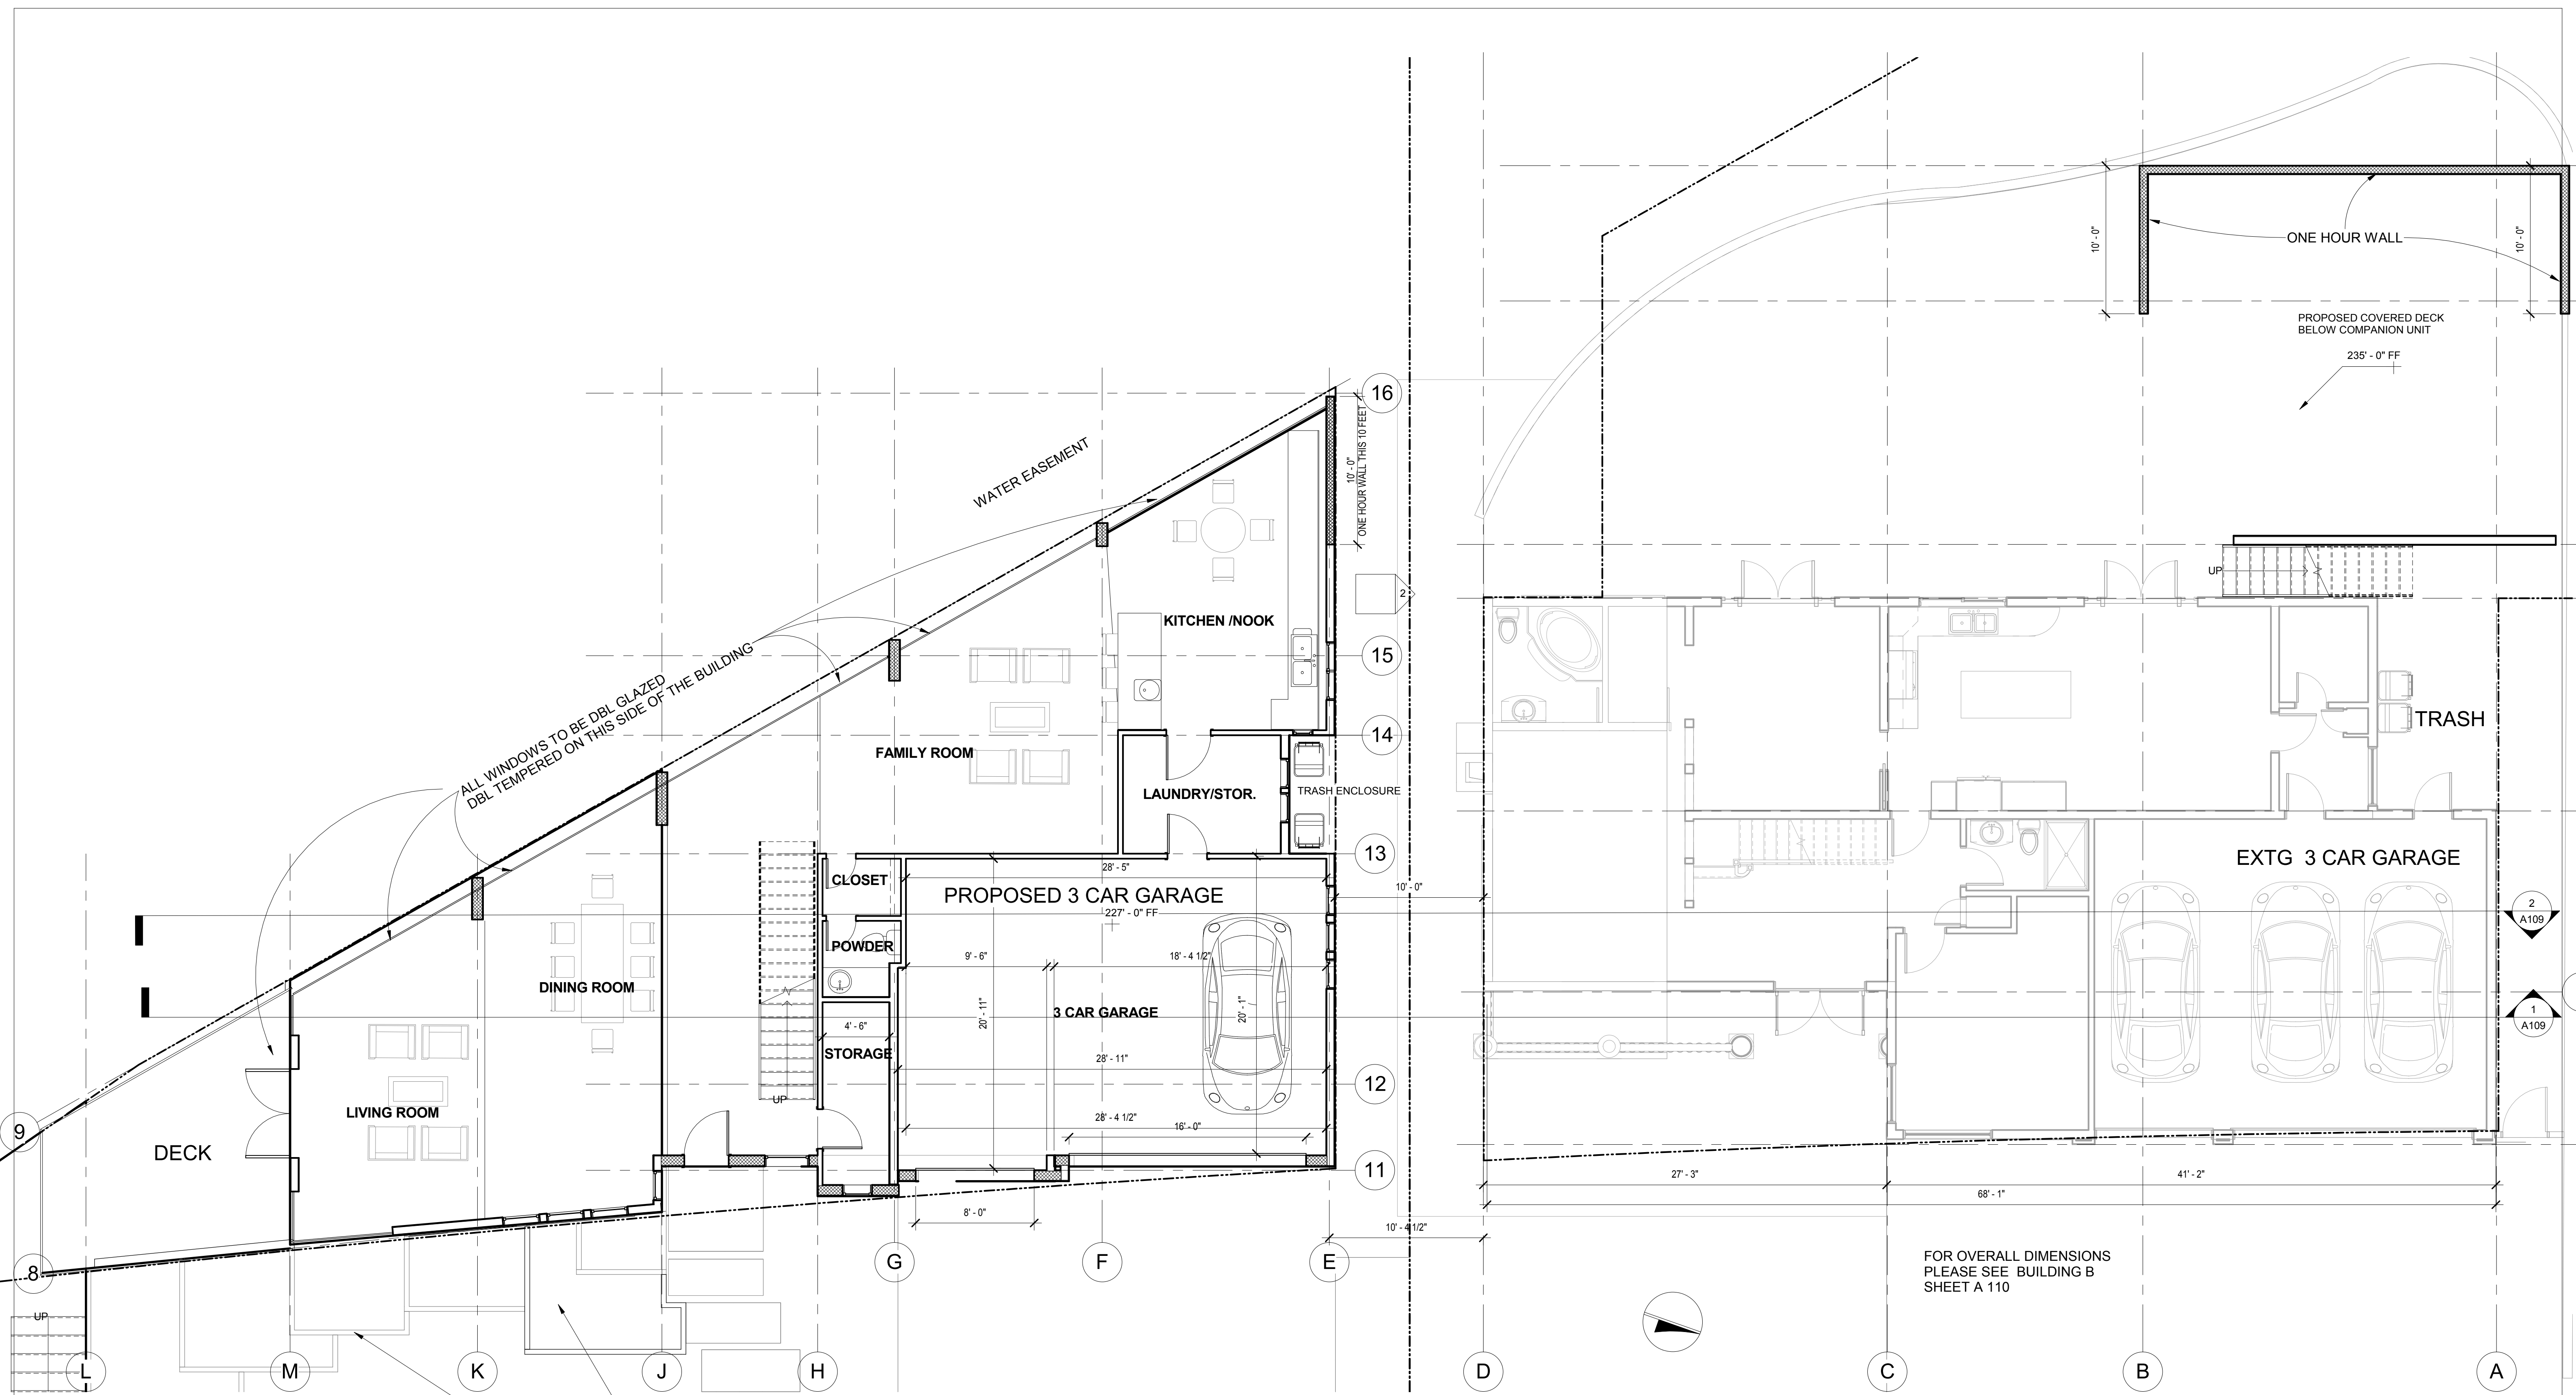 ONE HOUR WALL
10' - 0"
10' - 0"
PROPOSED COVERED DECK
BELOW COMPANION UNIT
235' - 0" FF
16
10' - 0"
ONE HOUR WALL THIS 10 FEET
WATER EASEMENT
UP
2
KITCHEN /NOOK
15
ALL WINDOWS TO BE DBL GLAZED
DBL TEMPERED ON THIS SIDE OF THE BUILDING
14
TRASH
FAMILY ROOM
LAUNDRY/STOR.
TRASH ENCLOSURE
13
EXTG 3 CAR GARAGE
28' - 5"
CLOSET
PROPOSED 3 CAR GARAGE
10' - 0"
227' - 0" FF
2
A109
POWDER
9' - 6"
18' - 4 1/2"
DINING ROOM
20' - 11"
3 CAR GARAGE
20' - 1"
1
A109
4' - 6"
STORAGE
28' - 11"
12
UP
LIVING ROOM
28' - 4 1/2"
16' - 0"
9
DECK
11
27' - 3"
41' - 2"
68' - 1"
8' - 0"
10' - 4 1/2"
G
F
E
8
FOR OVERALL DIMENSIONS
PLEASE SEE BUILDING B
SHEET A 110
UP
L
M
K
J
H
D
C
B
A